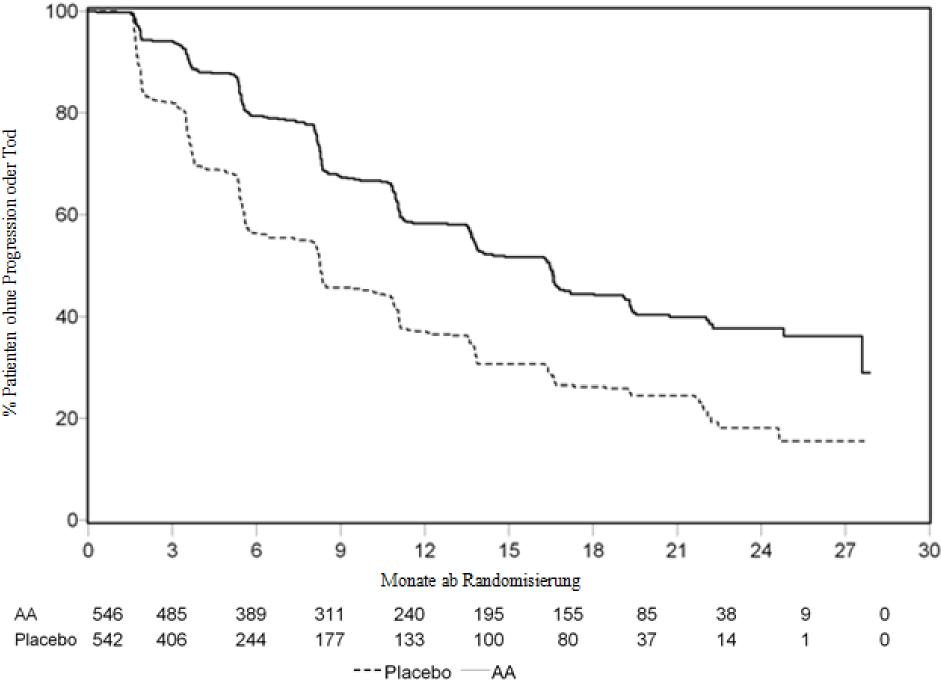 % Patienten ohne Progression oder Tod
100
80
60
40
20
0
0 3 6 9 12 15 18 21 24 27 30
Monate ab Randomisierung
AA 546 485 389 311 240 195 155 85 38 9 0
Placebo 542 406 244 177 133 100 80 37 14 1 0
Placebo AA